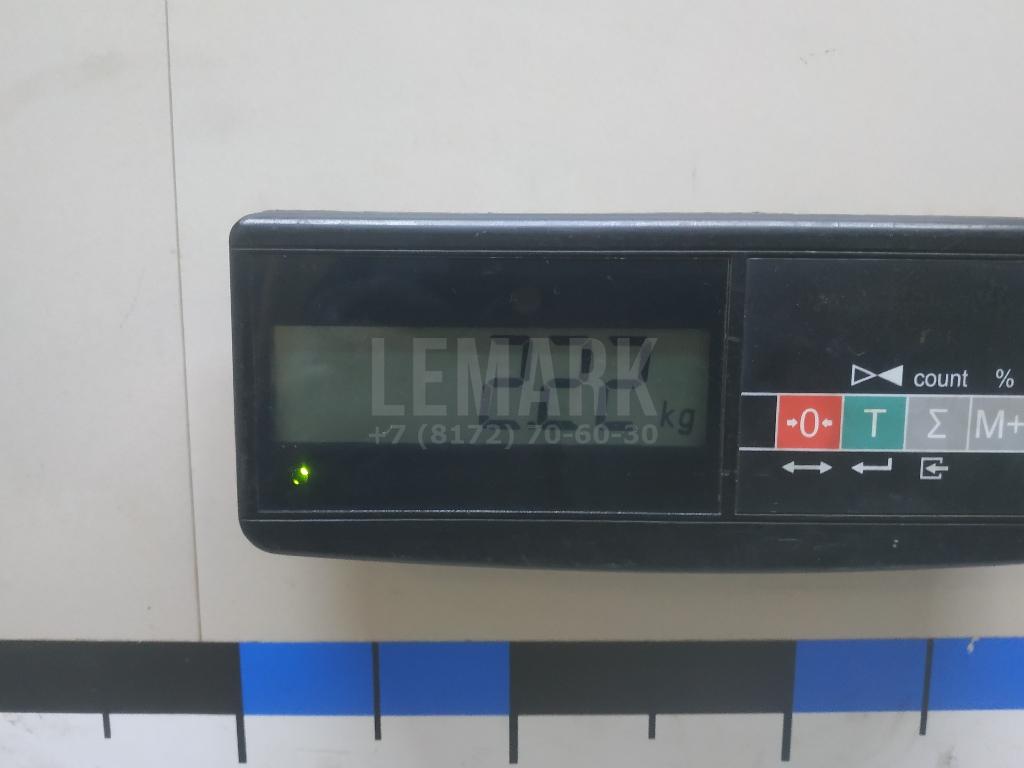 LEMARK
+7 (8172) 70-60-30
kg
count %
0 T Σ M+